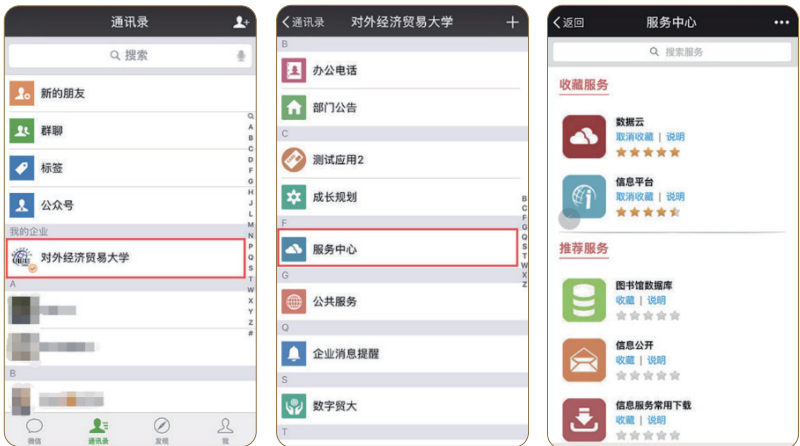 通讯录
搜索
新的朋友
群聊
标签
公众号
我的企业
对外经济贸易大学
A
B
微信
通讯录
发现
我
A
B
C
D
E
F
G
H
J
L
M
N
P
Q
S
T
W
X
Y
Z
#
通讯录 对外经济贸易大学
B
办公电话
部门公告
C
测试应用2
成长规划
F
服务中心
G
公共服务
Q
企业消息提醒
S
数字贸大
T
B
C
F
G
Q
S
T
W
X
Z
返回 服务中心
搜索服务
收藏服务
数据云
取消收藏 | 说明
信息平台
取消收藏 | 说明
推荐服务
图书馆数据库
收藏 | 说明
信息公开
收藏 | 说明
信息服务常用下载
收藏 | 说明